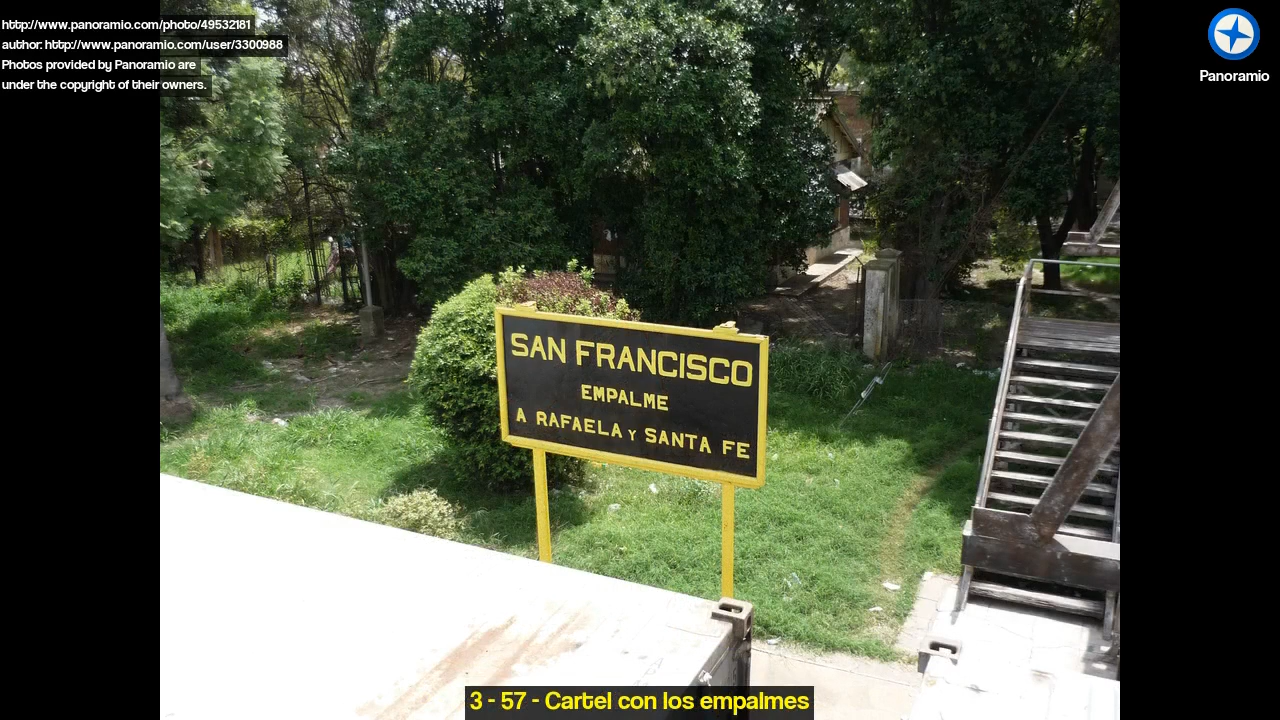 http://www.panoramio.com/photo/49532181
author: http://www.panoramio.com/user/3300988
Photos provided by Panoramio are
under the copyright of their owners.
Panoramio
SAN FRANCISCO
EMPALME
A RAFAELA Y SANTA FE
3 - 57 - Cartel con los empalmes